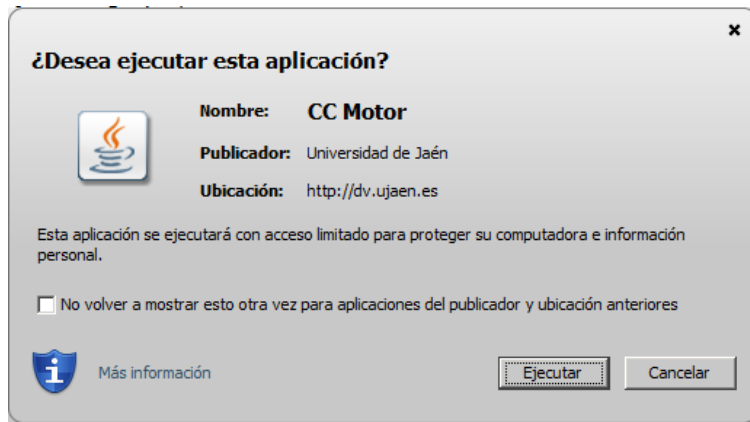 ¿Desea ejecutar esta aplicación?
Nombre: CC Motor
Publicador: Universidad de Jaén
Ubicación: http://dv.ujaen.es
Esta aplicación se ejecutará con acceso limitado para proteger su computadora e información
personal.
No volver a mostrar esto otra vez para aplicaciones del publicador y ubicación anteriores
Más información
Ejecutar
Cancelar